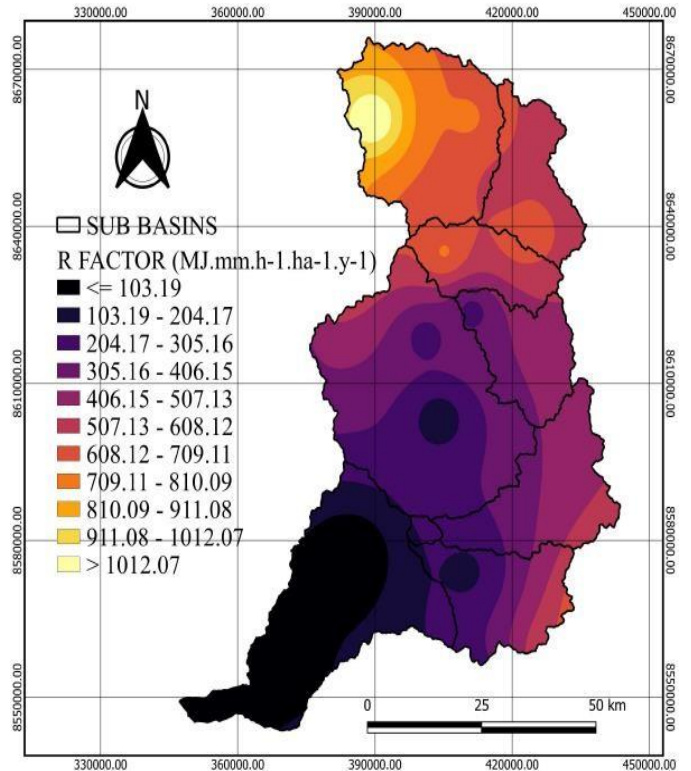 330000.00 360000.00 390000.00 420000.00 450000.00
8670000.00 8670000.00
N
SUB BASINS
8640000.00 8640000.00
R FACTOR (MJ.mm.h-1.ha-1.y-1)
<= 103.19
103.19 - 204.17
204.17 - 305.16
305.16 - 406.15
8610000.00 8610000.00
406.15 - 507.13
507.13 - 608.12
608.12 - 709.11
709.11 - 810.09
810.09 - 911.08
911.08 - 1012.07
8580000.00 8580000.00
> 1012.07
0 25 50 km
8550000.00 8550000.00
330000.00 360000.00 390000.00 420000.00 450000.00